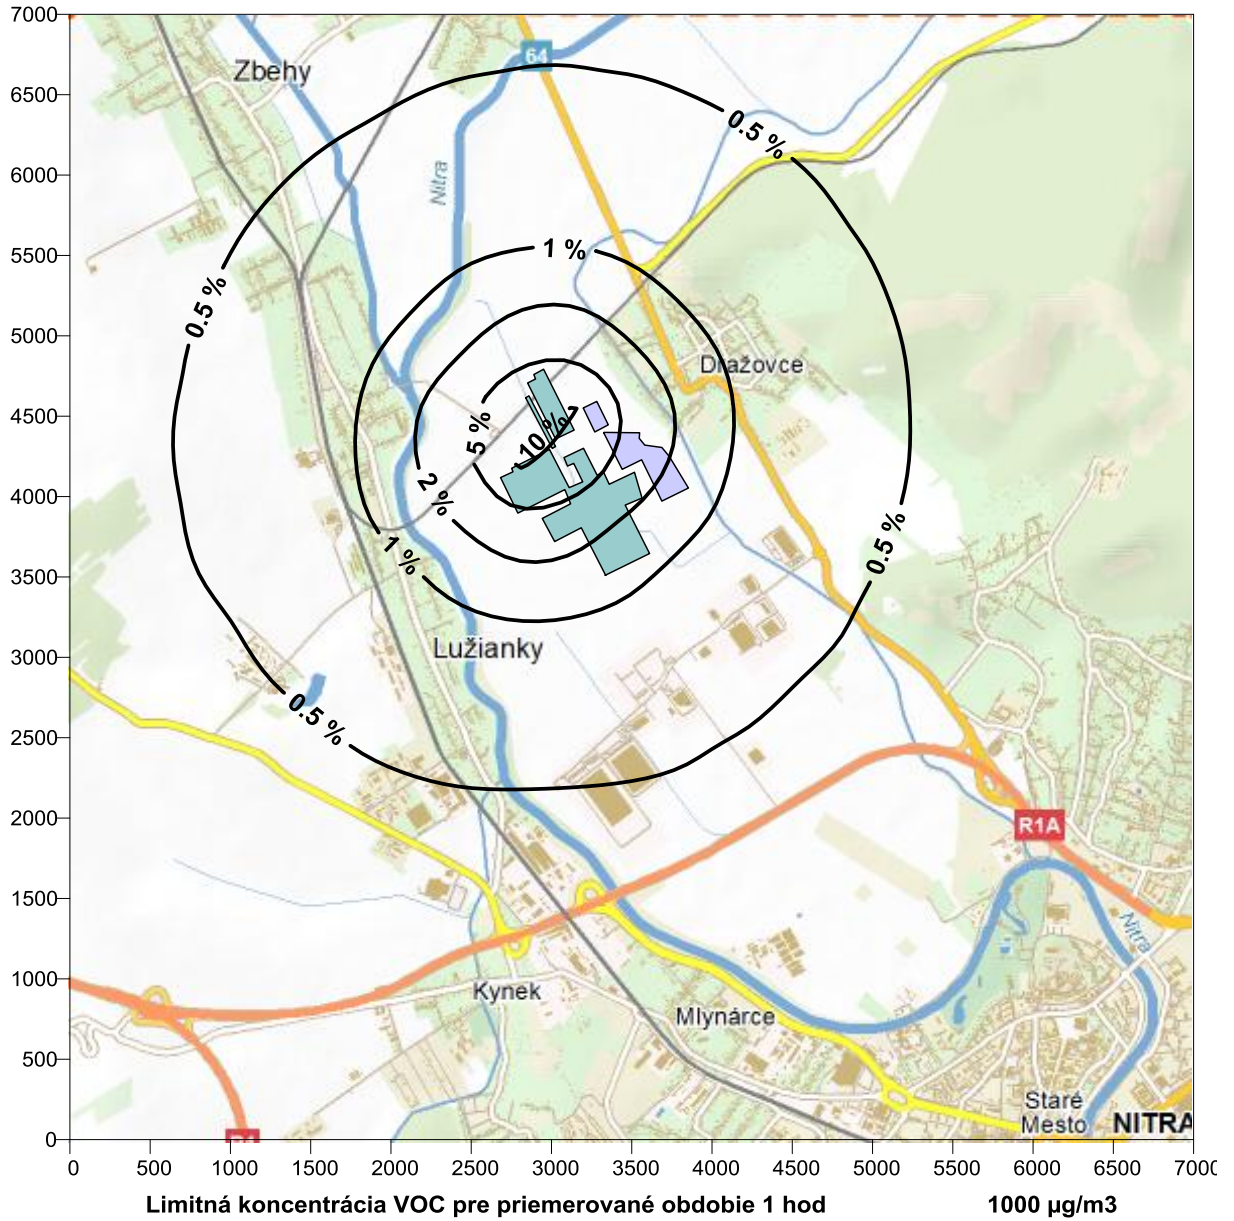 7000
64
Zbehy
6500
0.5 %
6000
Nitra
5500
1 %
0.5 %
5000
Dražovce
4500
5 %
10 %
2 %
4000
1 %
0.5 %
3500
Lužianky
3000
0.5 %
2500
2000
R1A
1500
Nitra
1000
Kynek
Mlynárce
500
Staré
Mesto
NITRA
0
0 500 1000 1500 2000 2500 3000 3500 4000 4500 5000 5500 6000 6500 7000
Limitná koncentrácia VOC pre priemerované obdobie 1 hod 1000 µg/m3